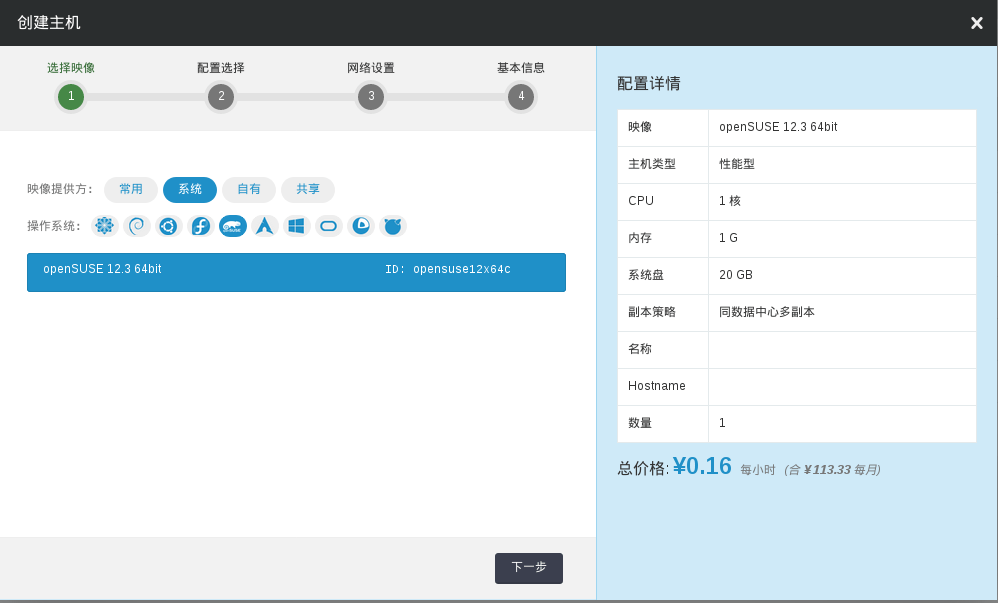 创建主机
选择映像 配置选择 网络设置 基本信息
1 2 3 4
映像提供方: 常用 系统 自有 共享
操作系统:
openSUSE 12.3 64bit ID: opensuse12x64c
下一步
配置详情
映像 openSUSE 12.3 64bit
主机类型 性能型
CPU 1 核
内存 1 G
系统盘 20 GB
副本策略 同数据中心多副本
名称
Hostname
数量 1
总价格: ¥0.16 每小时 (合 ¥113.33 每月)